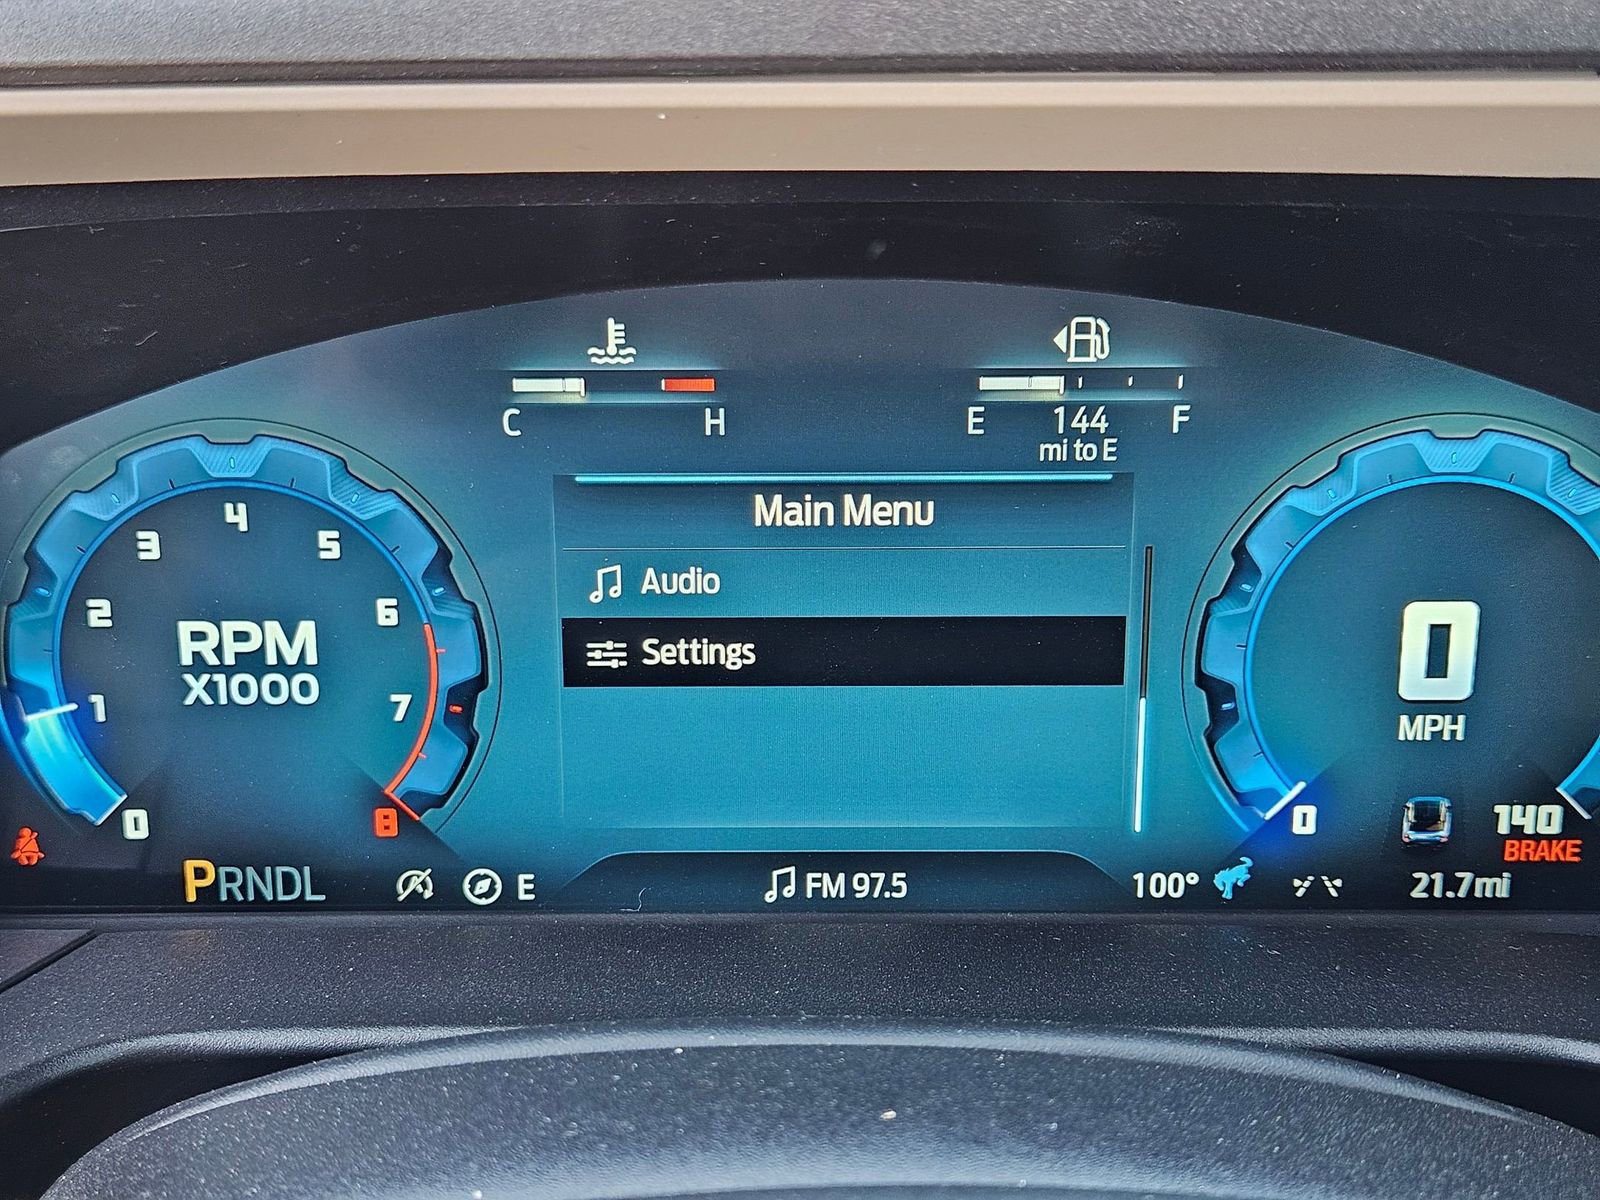 C H
E 144 F
mi to E
Main Menu
Audio
Settings
RPM
X1000
0
1
2
3
4
5
6
7
8
0
MPH
0
140
BRAKE
PRNDL
A
E
FM 97.5
100°
21.7mi